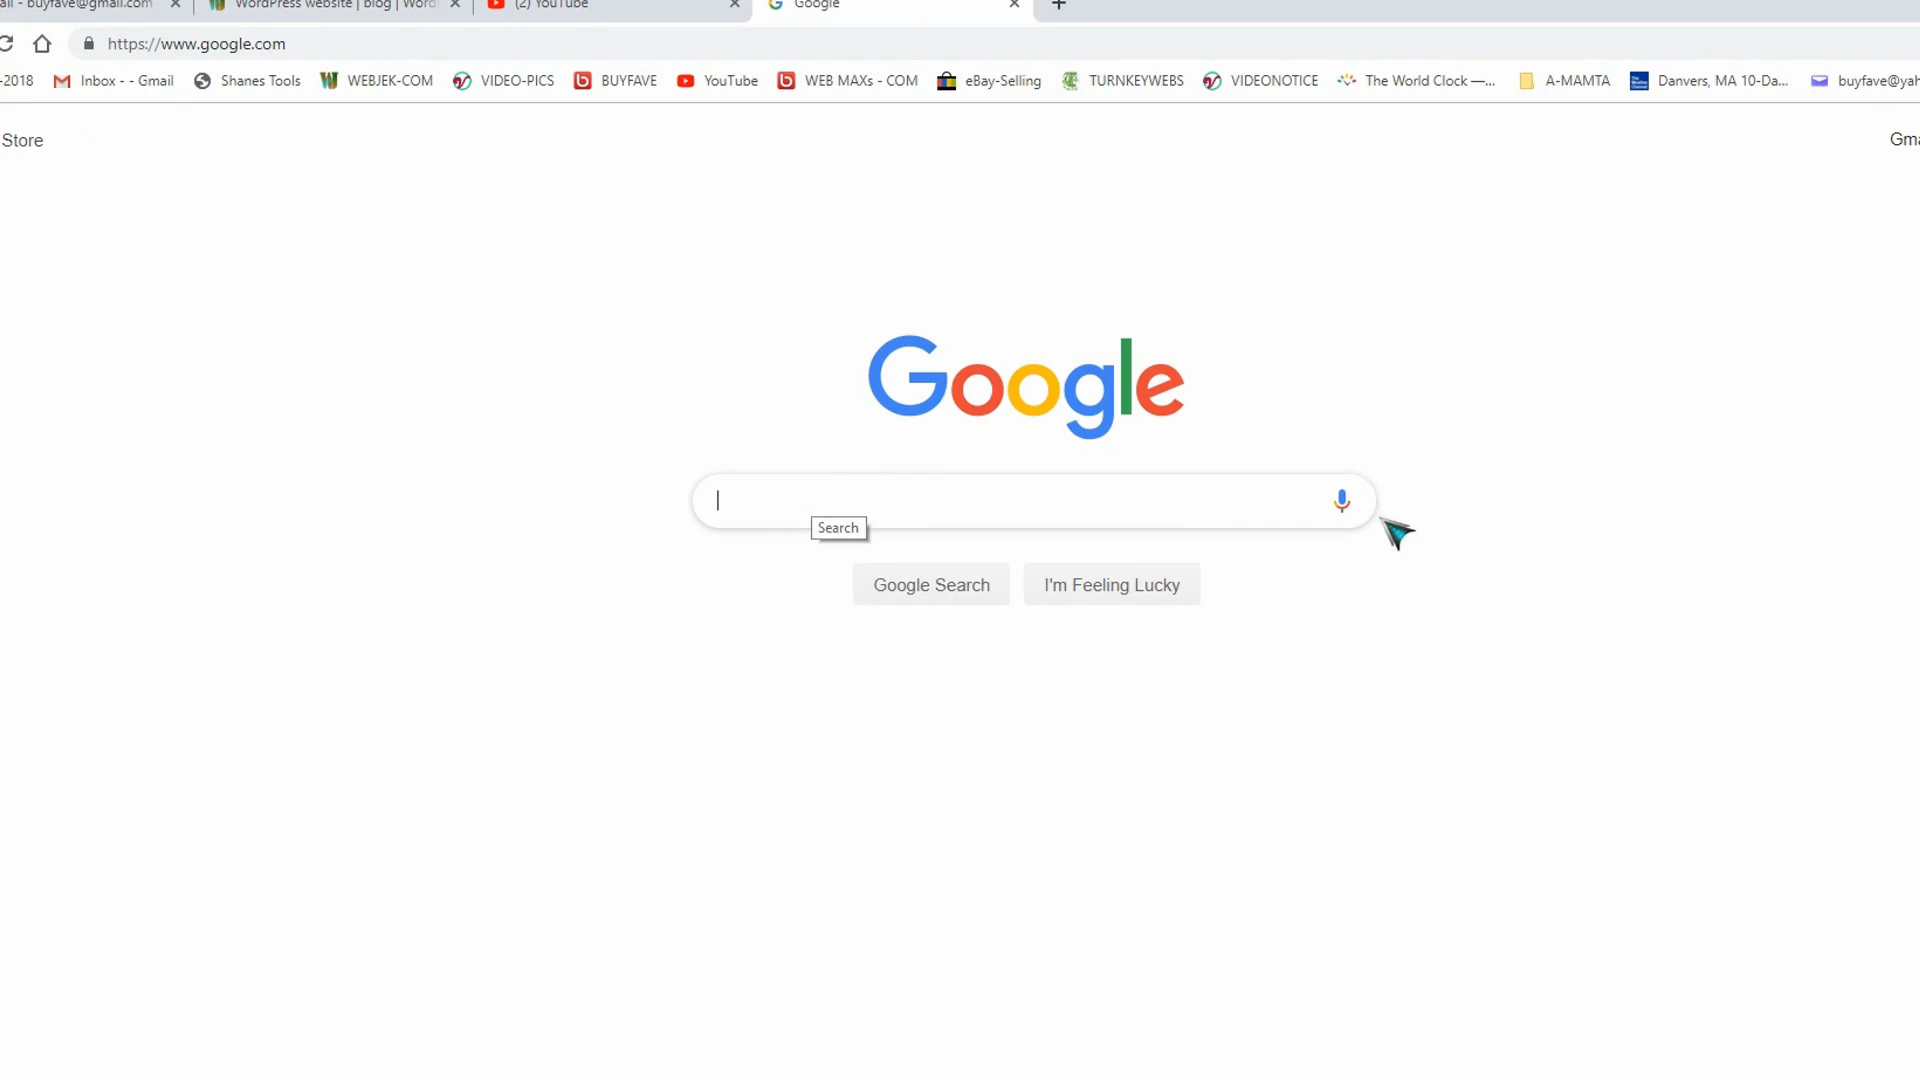 ail - buyfave@gmail.com
WordPress website | blog | Word
(2) YouTube
Google
https://www.google.com
-2018
Inbox - - Gmail
Shanes Tools
WEBJEK-COM
VIDEO-PICS
BUYFAVE
YouTube
WEB MAXs - COM
eBay-Selling
TURNKEYWEBS
VIDEONOTICE
The World Clock —...
A-MAMTA
Danvers, MA 10-Da...
buyfave@yah
Store
Gma
Google
Search
Google Search
I'm Feeling Lucky